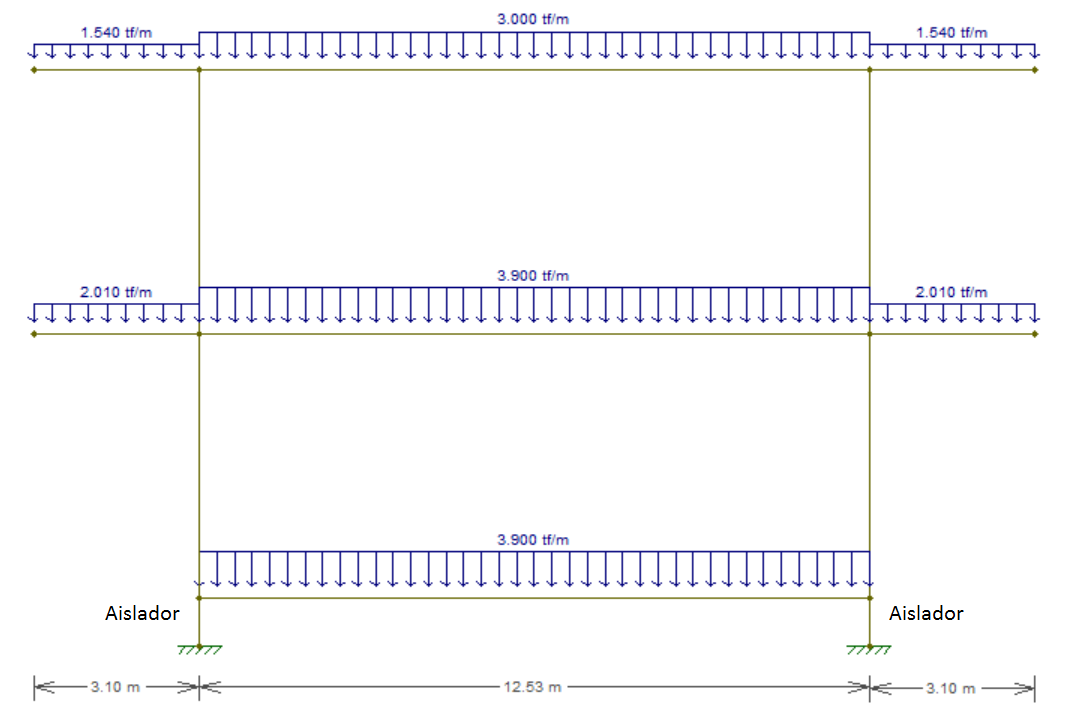 3.000 tf/m
1.540 tf/m
1.540 tf/m
3.900 tf/m
2.010 tf/m
2.010 tf/m
3.900 tf/m
Aislador
Aislador
3.10 m
12.53 m
3.10 m